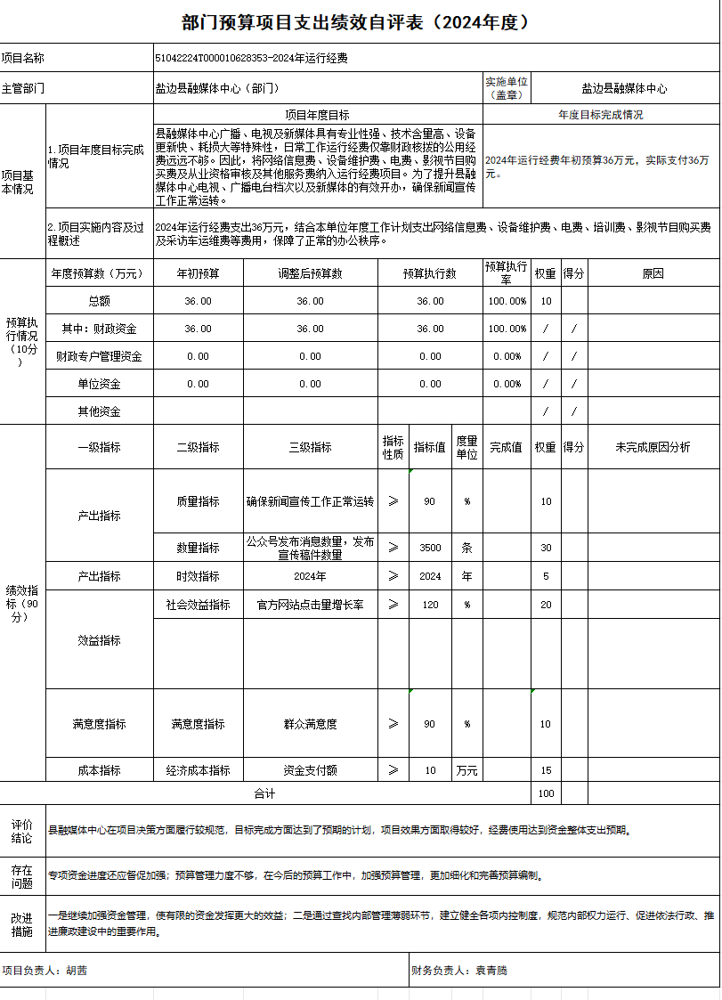 部门预算项目支出绩效自评表（2024年度）
项目名称 51042224T000010628353-2024年运行经费
主管部门 盐边县融媒体中心（部门） 实施单位（盖章） 盐边县融媒体中心
项目基本情况
1.项目年度目标完成情况
项目年度目标 年度目标完成情况
县融媒体中心广播、电视及新媒体具有专业性强、技术含量高、设备
更新快、耗损大等特殊性，日常工作运行经费仅靠财政核拨的公用经
费远远不够。因此，将网络信息费、设备维护费、电费、影视节目购
买费及从业资格审核及其他服务费纳入运行经费项目。为了提升县融
媒体中心电视、广播电台档次以及新媒体的有效开办，确保新闻宣传
工作正常运转。
2024年运行经费年初预算36万元，实际支付36万
元。
2.项目实施内容及过程概述
2024年运行经费支出36万元，结合本单位年度工作计划支出网络信息费、设备维护费、电费、培训费、影视节目购买费
及采访车运维费等费用，保障了正常的办公秩序。
预算执行情况（10分）
年度预算数（万元） 年初预算 调整后预算数 预算执行数 预算执行率 权重 得分 原因
总额 36.00 36.00 36.00 100.00% 10
其中：财政资金 36.00 36.00 36.00 100.00% / /
财政专户管理资金 0.00 0.00 0.00 0.00% / /
单位资金 0.00 0.00 0.00 0.00% / /
其他资金 / /
绩效指标（90分）
一级指标 二级指标 三级指标 指标性质 指标值 度量单位 完成值 权重 得分 未完成原因分析
产出指标 质量指标 确保新闻宣传工作正常运转 ≥ 90 % 10
数量指标 公众号发布消息数量，发布宣传稿件数量 ≥ 3500 条 30
产出指标 时效指标 2024年 ≥ 2024 年 5
效益指标 社会效益指标 官方网站点击量增长率 ≥ 120 % 20
满意度指标 满意度指标 群众满意度 ≥ 90 % 10
成本指标 经济成本指标 资金支付额 ≥ 10 万元 15
合计 100
评价结论 县融媒体中心在项目决策方面履行较规范，目标完成方面达到了预期的计划，项目效果方面取得较好，经费使用达到资金整体支出预期。
存在问题 专项资金进度还应督促加强；预算管理力度不够，在今后的预算工作中，加强预算管理，更加细化和完善预算编制。
改进措施 一是继续加强资金管理，使有限的资金发挥更大的效益；二是通过查找内部管理薄弱环节，建立健全各项内控制度，规范内部权力运行、促进依法行政、推
进廉政建设中的重要作用。
项目负责人：胡茜 财务负责人：袁青腾